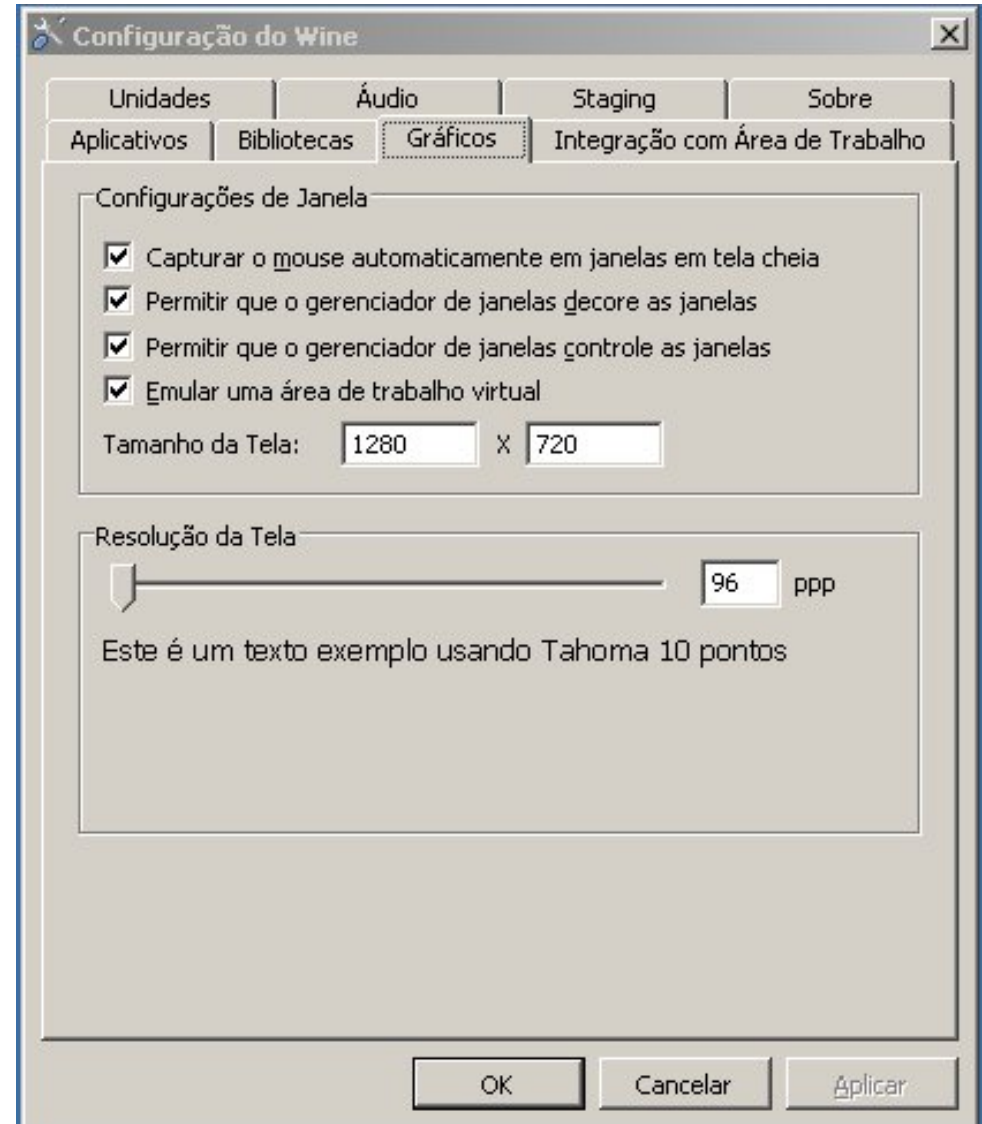 Configuração do Wine
Unidades Áudio Staging Sobre
Aplicativos Bibliotecas Gráficos Integração com Área de Trabalho
Configurações de Janela
Capturar o mouse automaticamente em janelas em tela cheia
Permitir que o gerenciador de janelas decore as janelas
Permitir que o gerenciador de janelas controle as janelas
Emular uma área de trabalho virtual
Tamanho da Tela: 1280 X 720
Resolução da Tela
96 ppp
Este é um texto exemplo usando Tahoma 10 pontos
OK Cancelar Aplicar